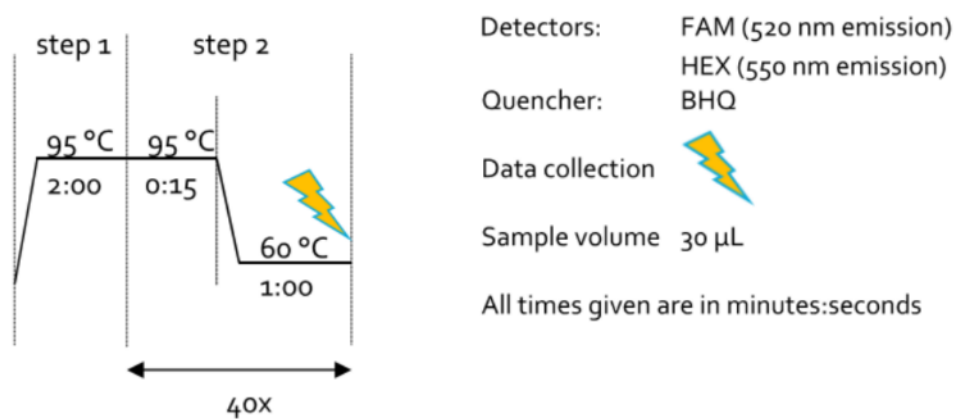 step 1 step 2
95 °C 95 °C
2:00 0:15
60 °C
1:00
40x
Detectors: FAM (520 nm emission)
HEX (550 nm emission)
Quencher: BHQ
Data collection
Sample volume 30 µL
All times given are in minutes:seconds